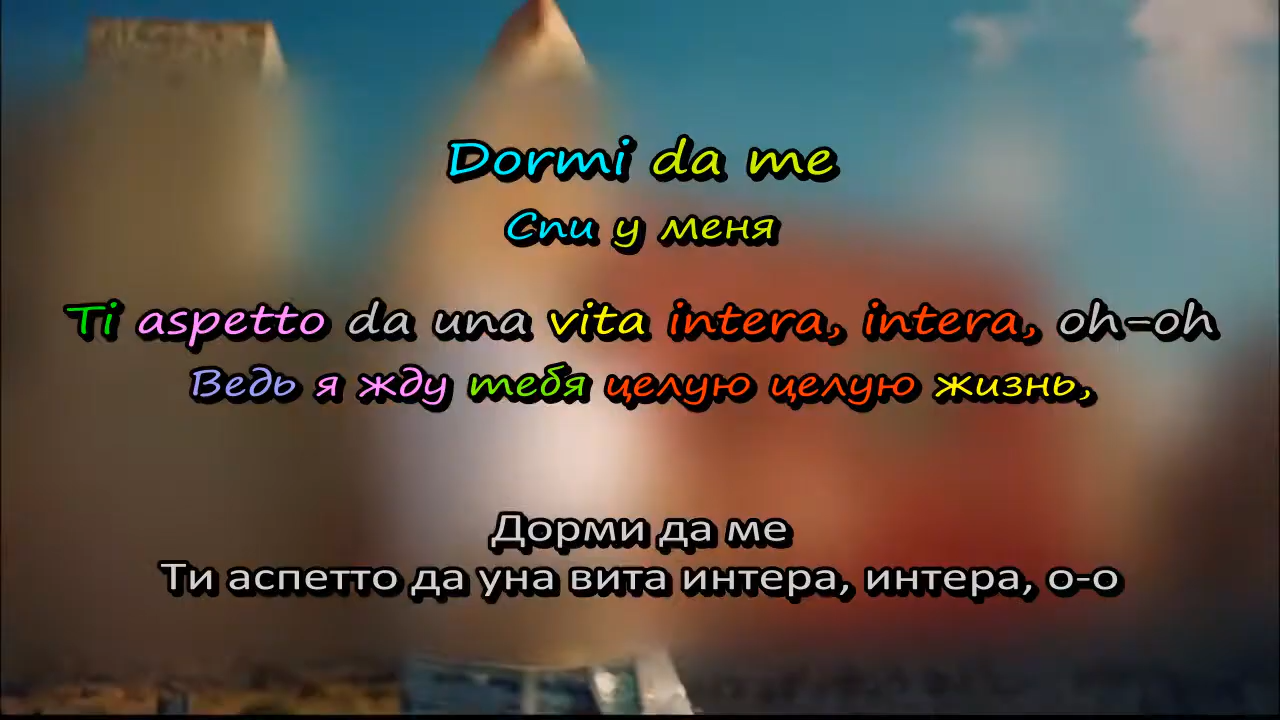 Dormi da me
Спи у меня
Ti aspetto da una vita intera, intera, oh-oh
Ведь я жду тебя целую целую жизнь,
Дорми да ме
Ти аспетто да уна вита интера, интера, о-о